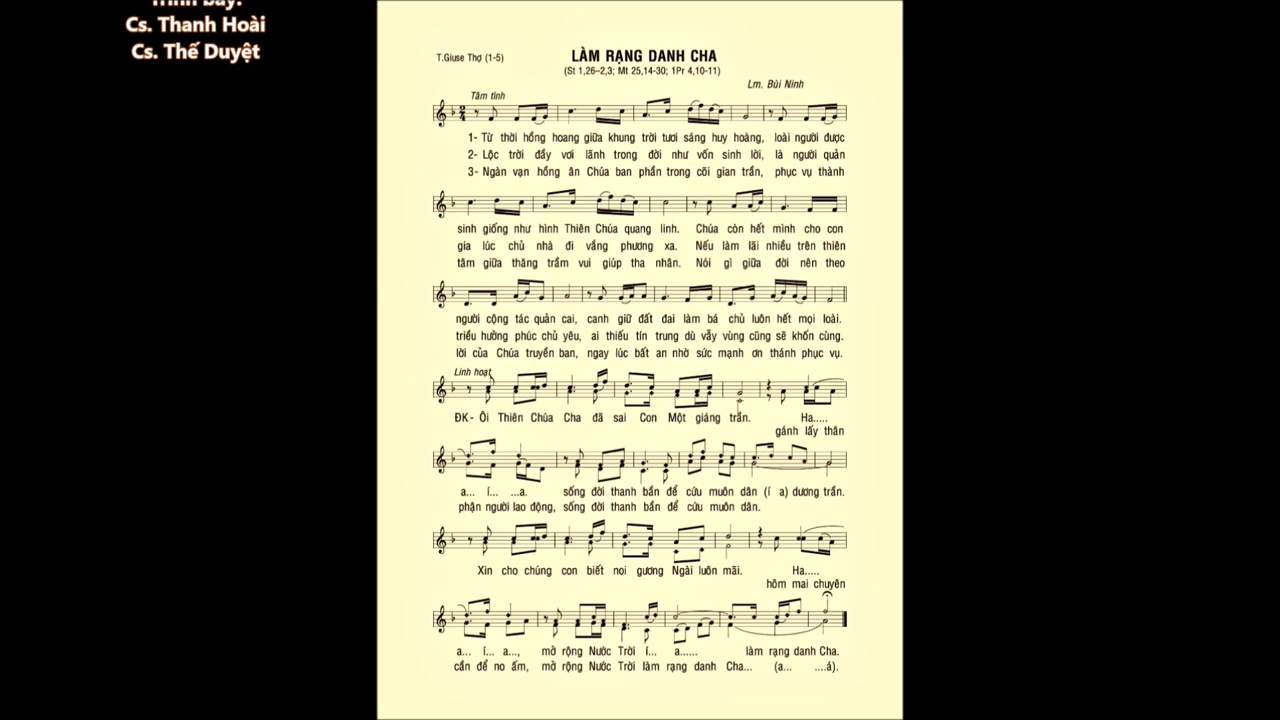 Trình bày:
Cs. Thanh Hoài
Cs. Thế Duyệt
T.Giuse Thợ (1-5)
LÀM RẠNG DANH CHA
(St 1,26–2,3; Mt 25,14-30; 1Pr 4,10-11)
Lm. Bùi Ninh
Tâm tình
1- Từ thời hồng hoang giữa khung trời tươi sáng huy hoàng, loài người được
2- Lộc trời đầy vơi lãnh trong đời như vốn sinh lời, là người quản
3- Ngàn vạn hồng ân Chúa ban phần trong cõi gian trần, phục vụ thành
sinh giống như hình Thiên Chúa quang linh. Chúa còn hết mình cho con
gia lúc chủ nhà đi vắng phương xa. Nếu làm lãi nhiều trên thiên
tâm giữa thăng trầm vui giúp tha nhân. Nói gì giữa đời nên theo
người cộng tác quản cai, canh giữ đất đai làm bá chủ luôn hết mọi loài.
triều hưởng phúc chủ yêu, ai thiếu tín trung dù vẫy vùng cũng sẽ khốn cùng.
lời của Chúa truyền ban, ngay lúc bất an nhờ sức mạnh ơn thánh phục vụ.
Linh hoạt
ĐK- Ôi Thiên Chúa Cha đã sai Con Một giáng trần. Ha.....
gánh lấy thân
a... í... ...a. sống đời thanh bần để cứu muôn dân (í a) dương trần.
phận người lao động, sống đời thanh bần để cứu muôn dân.
Xin cho chúng con biết noi gương Ngài luôn mãi. Ha.....
hôm mai chuyên
a... í... a..., mở rộng Nước Trời í... a...... làm rạng danh Cha.
cần để no ấm, mở rộng Nước Trời làm rạng danh Cha... (a... ....á).